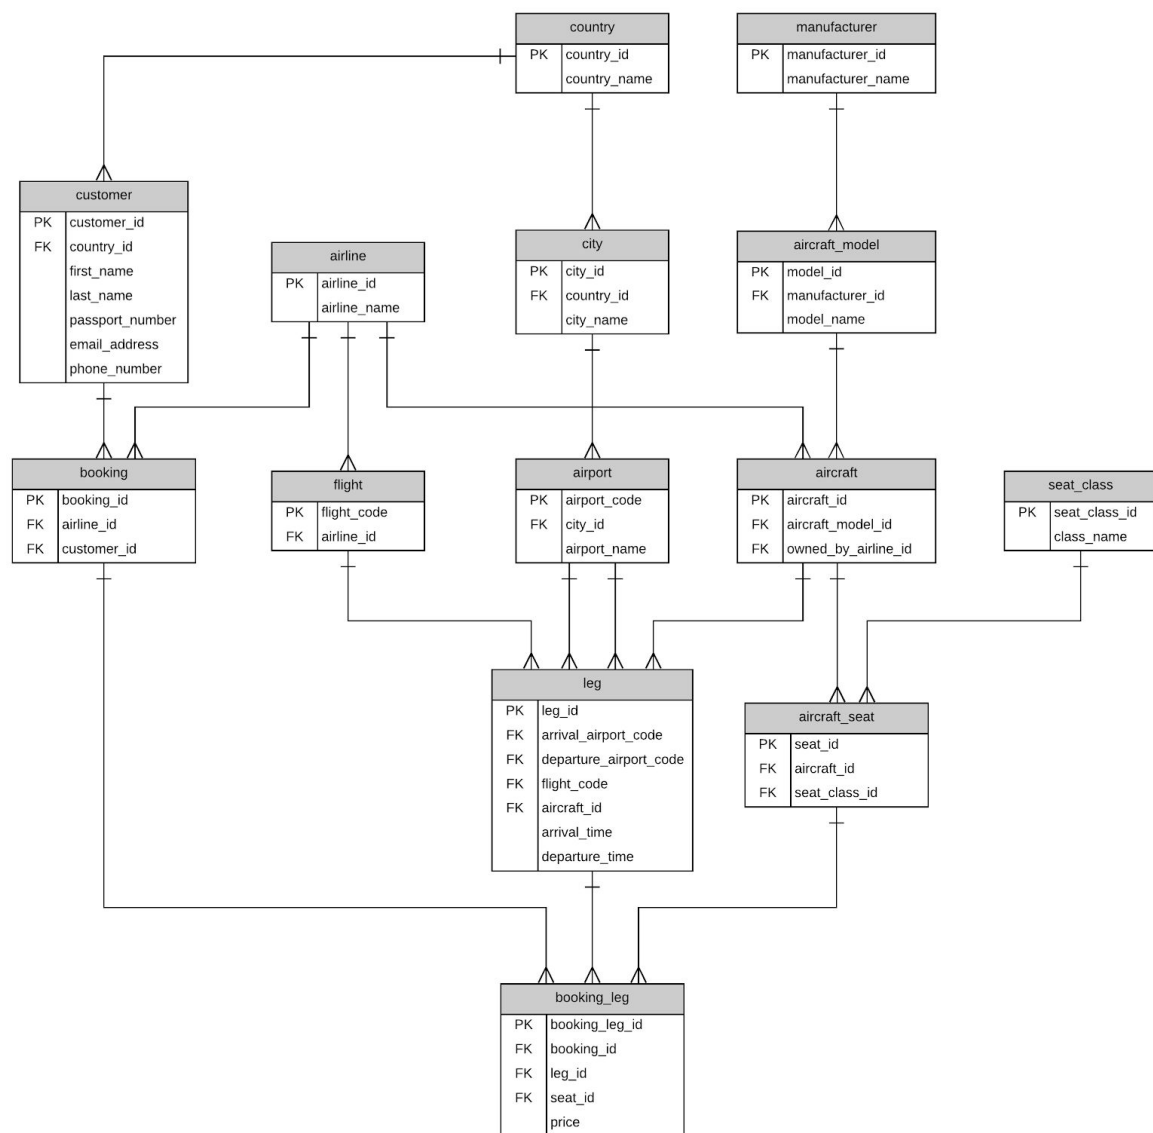 country
PK country_id
country_name
manufacturer
PK manufacturer_id
manufacturer_name
customer
PK customer_id
FK country_id
first_name
last_name
passport_number
email_address
phone_number
airline
PK airline_id
airline_name
city
PK city_id
FK country_id
city_name
aircraft_model
PK model_id
FK manufacturer_id
model_name
booking
PK booking_id
FK airline_id
FK customer_id
flight
PK flight_code
FK airline_id
airport
PK airport_code
FK city_id
airport_name
aircraft
PK aircraft_id
FK aircraft_model_id
FK owned_by_airline_id
seat_class
PK seat_class_id
class_name
leg
PK leg_id
FK arrival_airport_code
FK departure_airport_code
FK flight_code
FK aircraft_id
arrival_time
departure_time
aircraft_seat
PK seat_id
FK aircraft_id
FK seat_class_id
booking_leg
PK booking_leg_id
FK booking_id
FK leg_id
FK seat_id
price